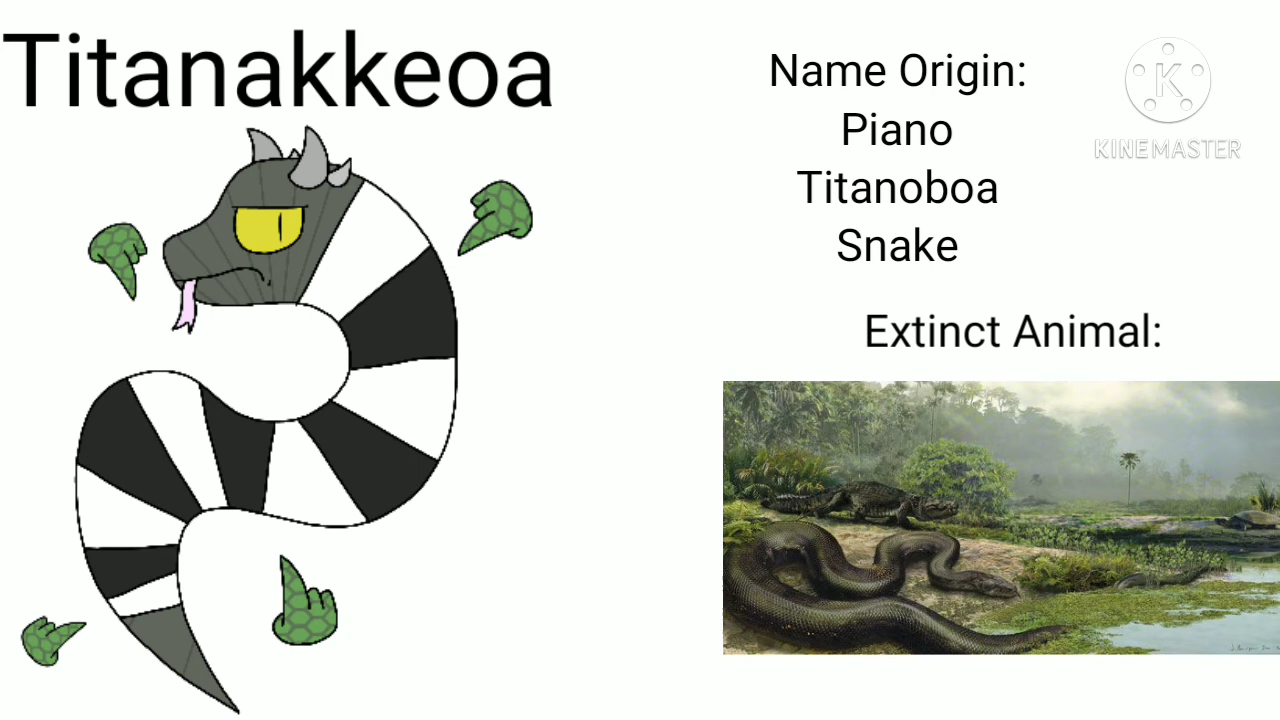 Titanakkeoa
Name Origin:
Piano
Titanoboa
Snake
K
KINEMASTER
Extinct Animal: